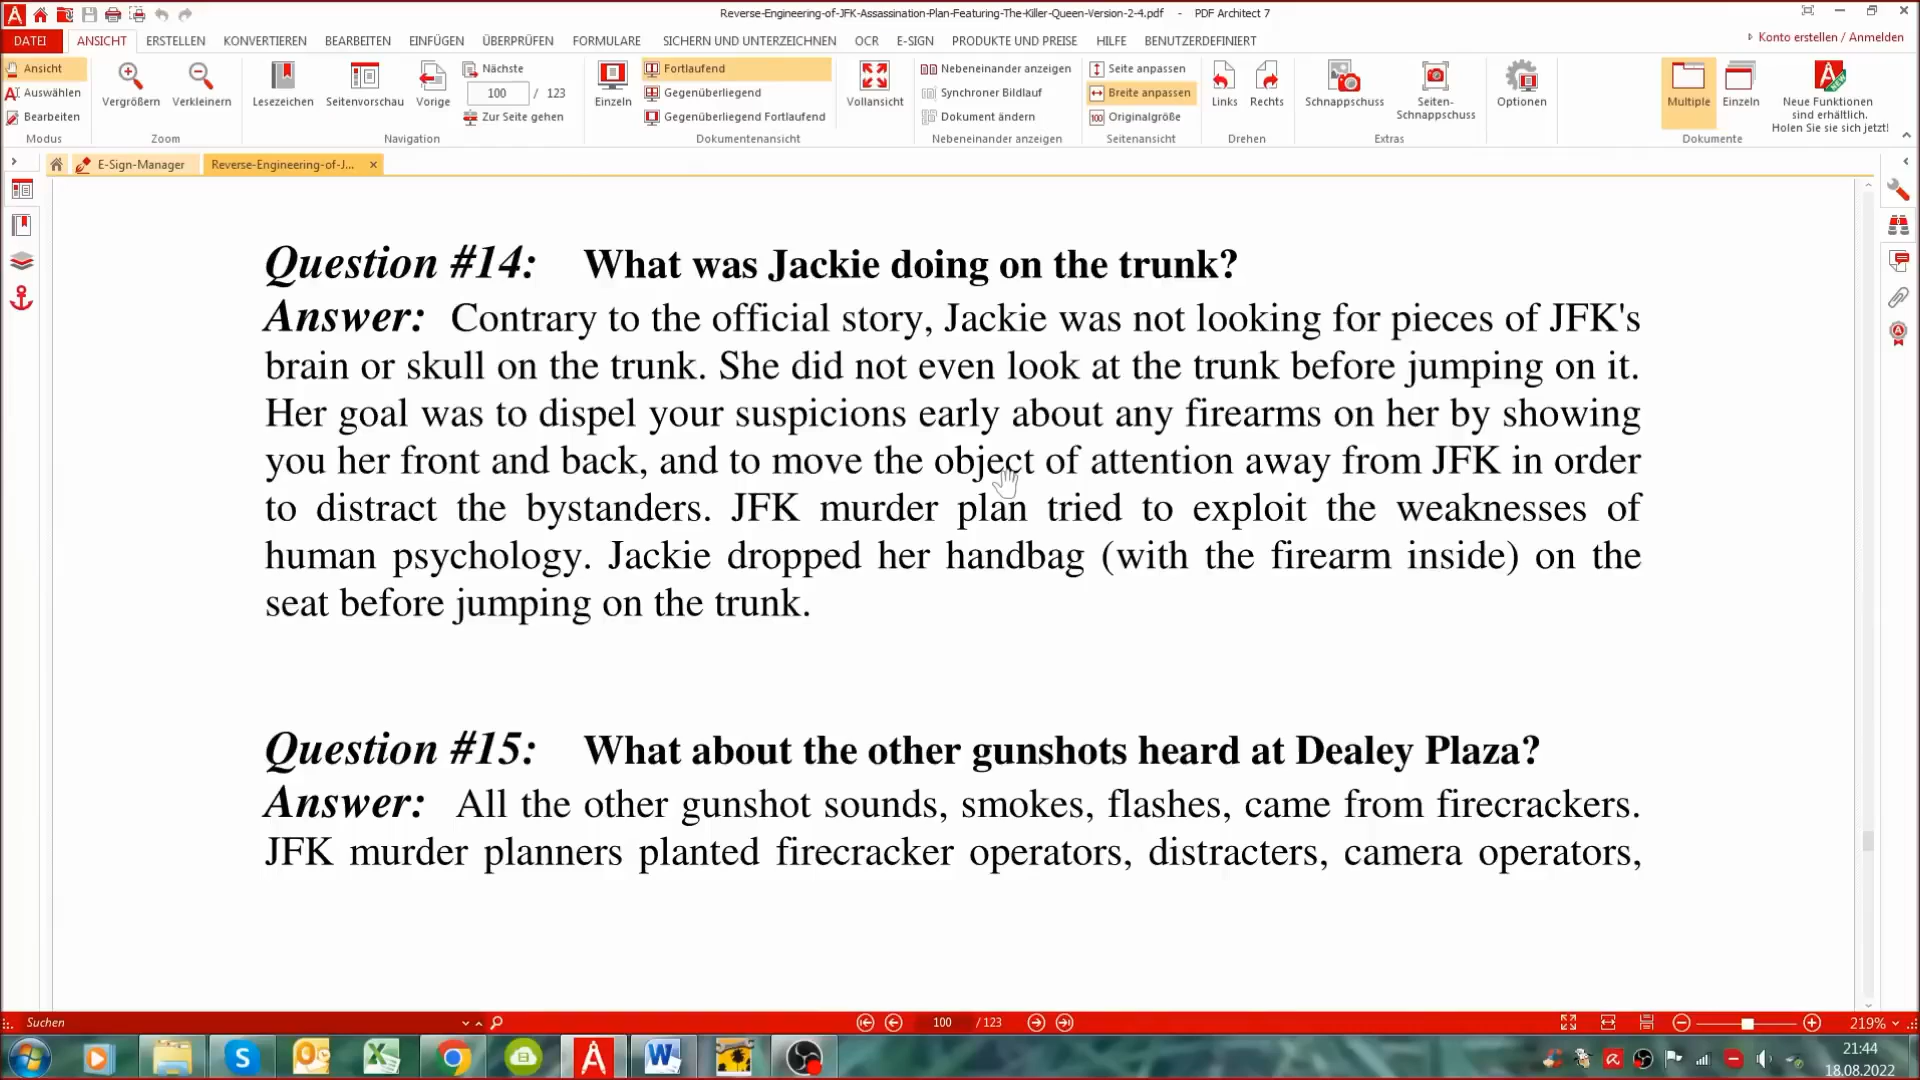 Reverse-Engineering-of-JFK-Assassination-Plan-Featuring-The-Killer-Queen-Version-2-4.pdf - PDF Architect 7
DATEI ANSICHT ERSTELLEN KONVERTIEREN BEARBEITEN EINFÜGEN ÜBERPRÜFEN FORMULARE SICHERN UND UNTERZEICHNEN OCR E-SIGN PRODUKTE UND PREISE HILFE BENUTZERDEFINIERT Konto erstellen / Anmelden
Ansicht Nächste Fortlaufend Nebeneinander anzeigen Seite anpassen
Auswählen 100 / 123 Gegenüberliegend Synchroner Bildlauf Breite anpassen
Vergrößern Verkleinern Lesezeichen Seitenvorschau Vorige Einzeln Vollansicht Links Rechts Schnappschuss Seiten-Schnappschuss Optionen Multiple Einzeln Neue Funktionen sind erhältlich. Holen Sie sie sich jetzt!
Bearbeiten Zur Seite gehen Gegenüberliegend Fortlaufend Dokument ändern Originalgröße
Modus Zoom Navigation Dokumentenansicht Nebeneinander anzeigen Seitenansicht Drehen Extras Dokumente
E-Sign-Manager Reverse-Engineering-of-J...
Question #14: What was Jackie doing on the trunk?
Answer: Contrary to the official story, Jackie was not looking for pieces of JFK's
brain or skull on the trunk. She did not even look at the trunk before jumping on it.
Her goal was to dispel your suspicions early about any firearms on her by showing
you her front and back, and to move the object of attention away from JFK in order
to distract the bystanders. JFK murder plan tried to exploit the weaknesses of
human psychology. Jackie dropped her handbag (with the firearm inside) on the
seat before jumping on the trunk.
Question #15: What about the other gunshots heard at Dealey Plaza?
Answer: All the other gunshot sounds, smokes, flashes, came from firecrackers.
JFK murder planners planted firecracker operators, distracters, camera operators,
Suchen 100 / 123 219%
21:44
18.08.2022